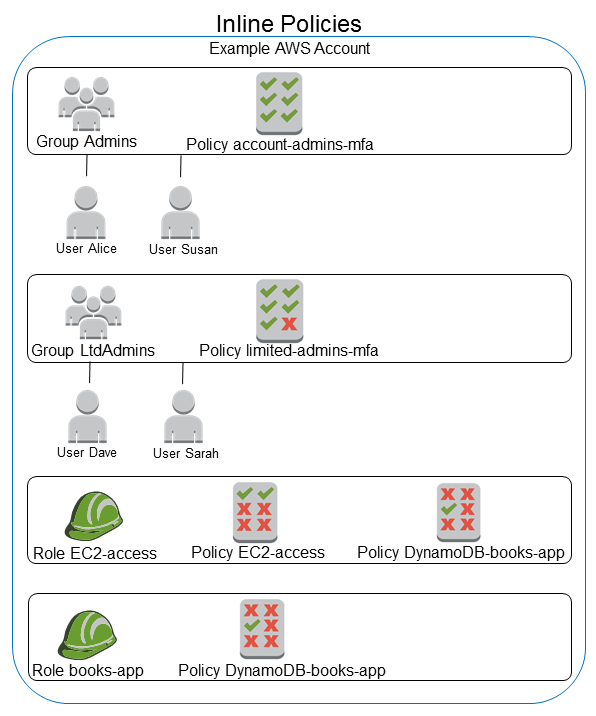 Inline Policies
Example AWS Account
Group Admins
Policy account-admins-mfa
User Alice
User Susan
Group LtdAdmins
Policy limited-admins-mfa
User Dave
User Sarah
Role EC2-access
Policy EC2-access
Policy DynamoDB-books-app
Role books-app
Policy DynamoDB-books-app